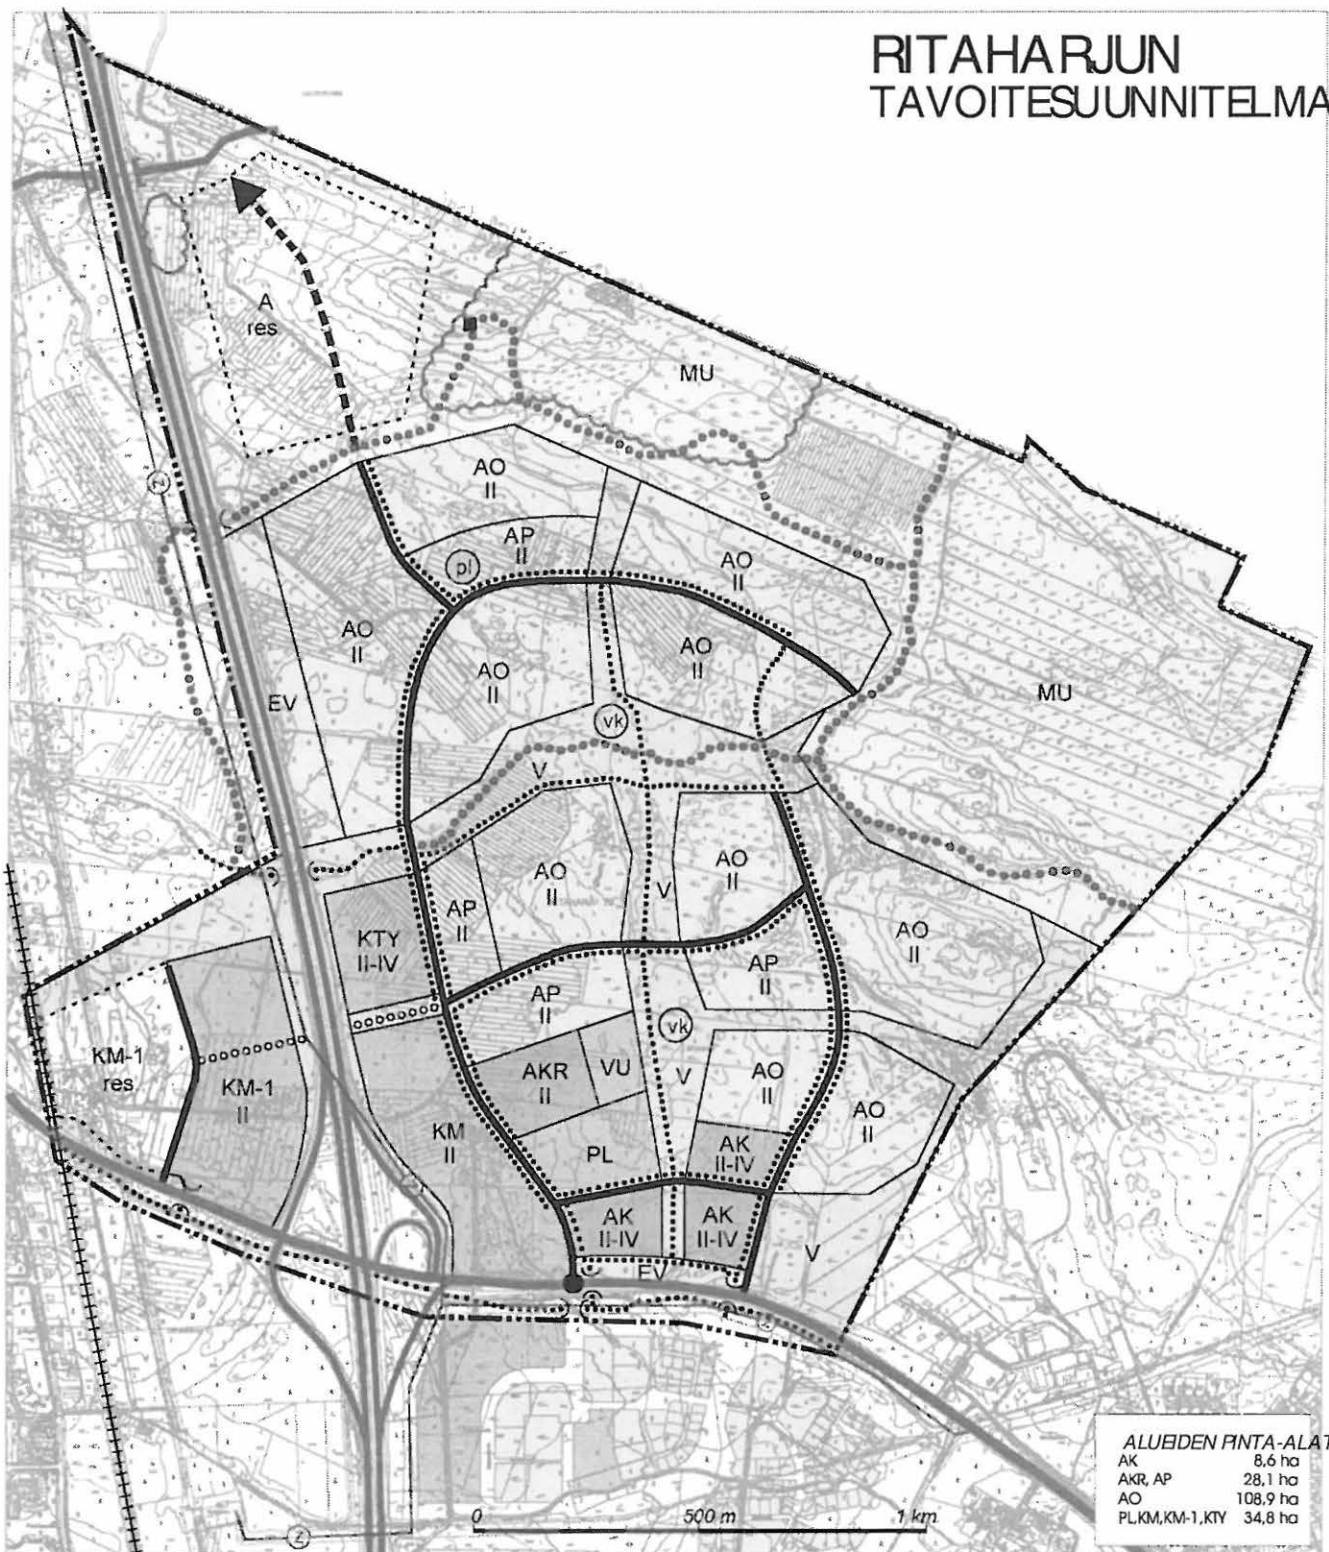 RITAHARJUN
TAVOITESUUNNITELMA
A
res
MU
AO
II
AP
II
pl
AO
II
AO
II
AO
II
AO
II
EV
vk
MU
V
AO
II
AO
II
V
AP
II
KTY
II-IV
AO
II
AP
II
AP
II
vk
KM-1
res
KM-1
II
AKR
II
VU
V
AO
II
AO
II
KM
II
PL
AK
II-IV
AK
II-IV
AK
II-IV
V
EV
Z
Z
0 500 m 1 km
ALUEIDEN PINTA-ALAT
AK 8,6 ha
AKR, AP 28,1 ha
AO 108,9 ha
PL,KM,KM-1,KTY 34,8 ha